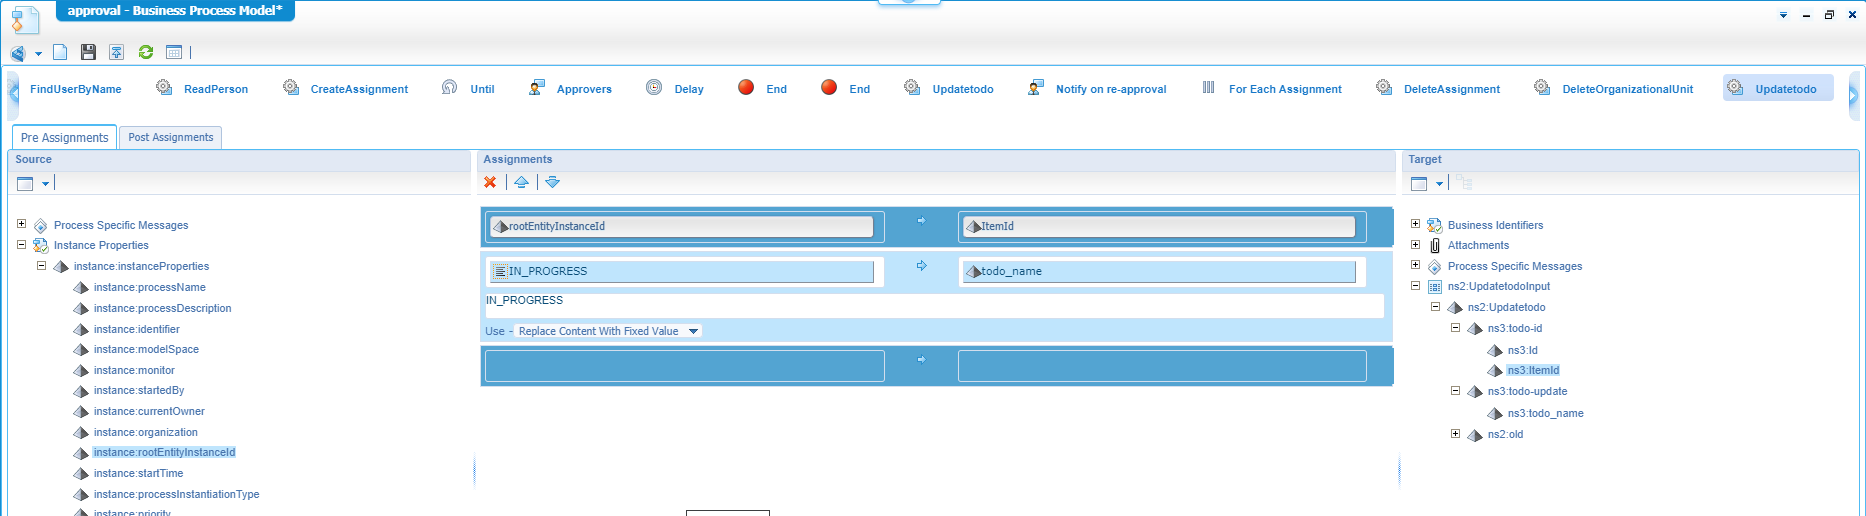 approval - Business Process Model*
FindUserByName ReadPerson CreateAssignment Until Approvers Delay End End Updatetodo Notify on re-approval For Each Assignment DeleteAssignment DeleteOrganizationalUnit Updatetodo
Pre Assignments Post Assignments
Source
Process Specific Messages
Instance Properties
instance:instanceProperties
instance:processName
instance:processDescription
instance:identifier
instance:modelSpace
instance:monitor
instance:startedBy
instance:currentOwner
instance:organization
instance:rootEntityInstanceId
instance:startTime
instance:processInstantiationType
instance:priority
Assignments
rootEntityInstanceId ItemId
IN_PROGRESS todo_name
IN_PROGRESS
Use - Replace Content With Fixed Value
Target
Business Identifiers
Attachments
Process Specific Messages
ns2:UpdatetodoInput
ns2:Updatetodo
ns3:todo-id
ns3:Id
ns3:ItemId
ns3:todo-update
ns3:todo_name
ns2:old